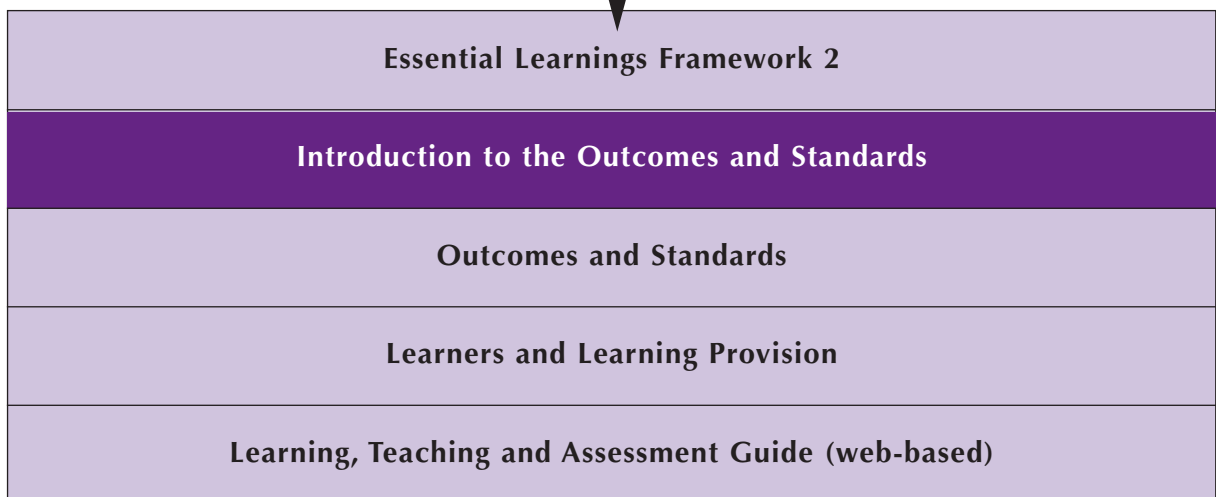 Essential Learnings Framework 2
Introduction to the Outcomes and Standards
Outcomes and Standards
Learners and Learning Provision
Learning, Teaching and Assessment Guide (web-based)